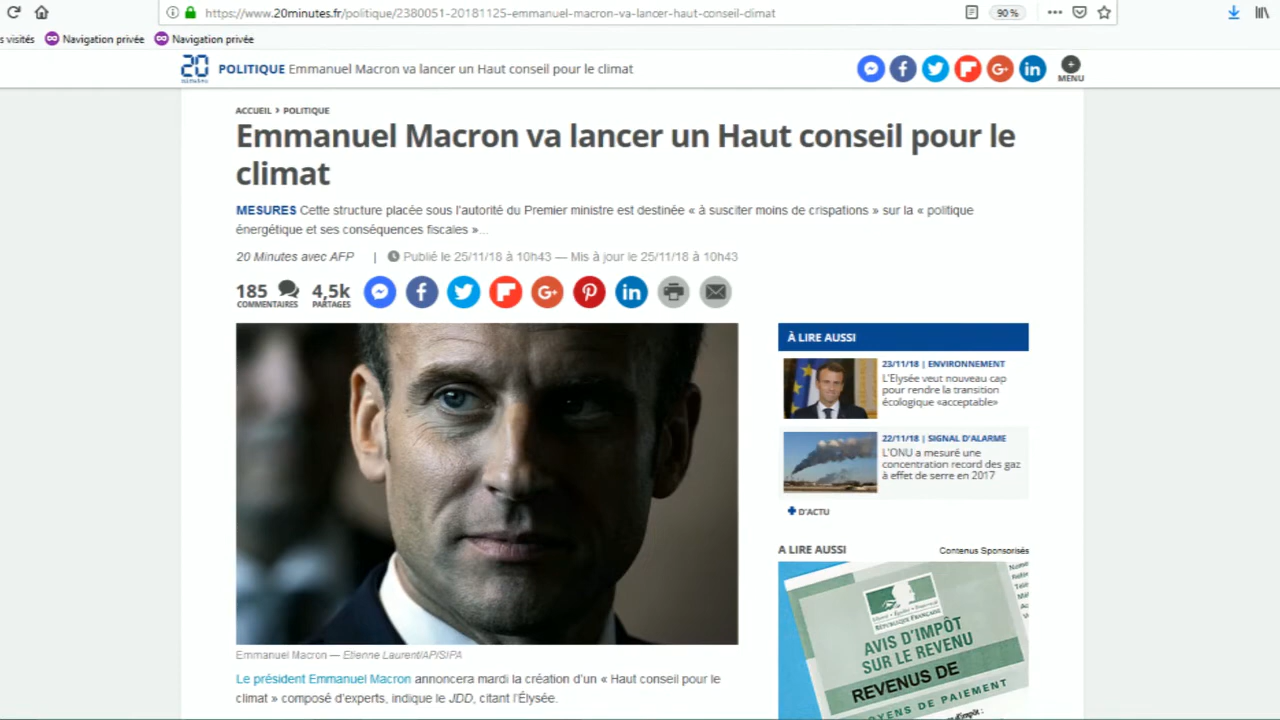 https://www.20minutes.fr/politique/2380051-20181125-emmanuel-macron-va-lancer-haut-conseil-climat
90 %
s visités Navigation privée Navigation privée
20 MINUTES POLITIQUE Emmanuel Macron va lancer un Haut conseil pour le climat
MENU
ACCUEIL > POLITIQUE
Emmanuel Macron va lancer un Haut conseil pour le
climat
MESURES Cette structure placée sous l'autorité du Premier ministre est destinée « à susciter moins de crispations » sur la « politique
énergétique et ses conséquences fiscales »...
20 Minutes avec AFP | Publié le 25/11/18 à 10h43 — Mis à jour le 25/11/18 à 10h43
185 4,5k
COMMENTAIRES PARTAGES
Emmanuel Macron — Etienne Laurent/AP/SIPA
Le président Emmanuel Macron annoncera mardi la création d'un « Haut conseil pour le
climat » composé d'experts, indique le JDD, citant l'Élysée.
À LIRE AUSSI
23/11/18 | ENVIRONNEMENT
L'Elysée veut nouveau cap
pour rendre la transition
écologique «acceptable»
22/11/18 | SIGNAL D'ALARME
L'ONU a mesuré une
concentration record des gaz
à effet de serre en 2017
D'ACTU
A LIRE AUSSI Contenus Sponsorisés
RÉPUBLIQUE FRANÇAISE
AVIS D'IMPÔT
SUR LE REVENU
REVENUS DE
YENS DE PAIEMENT
d'impôt :